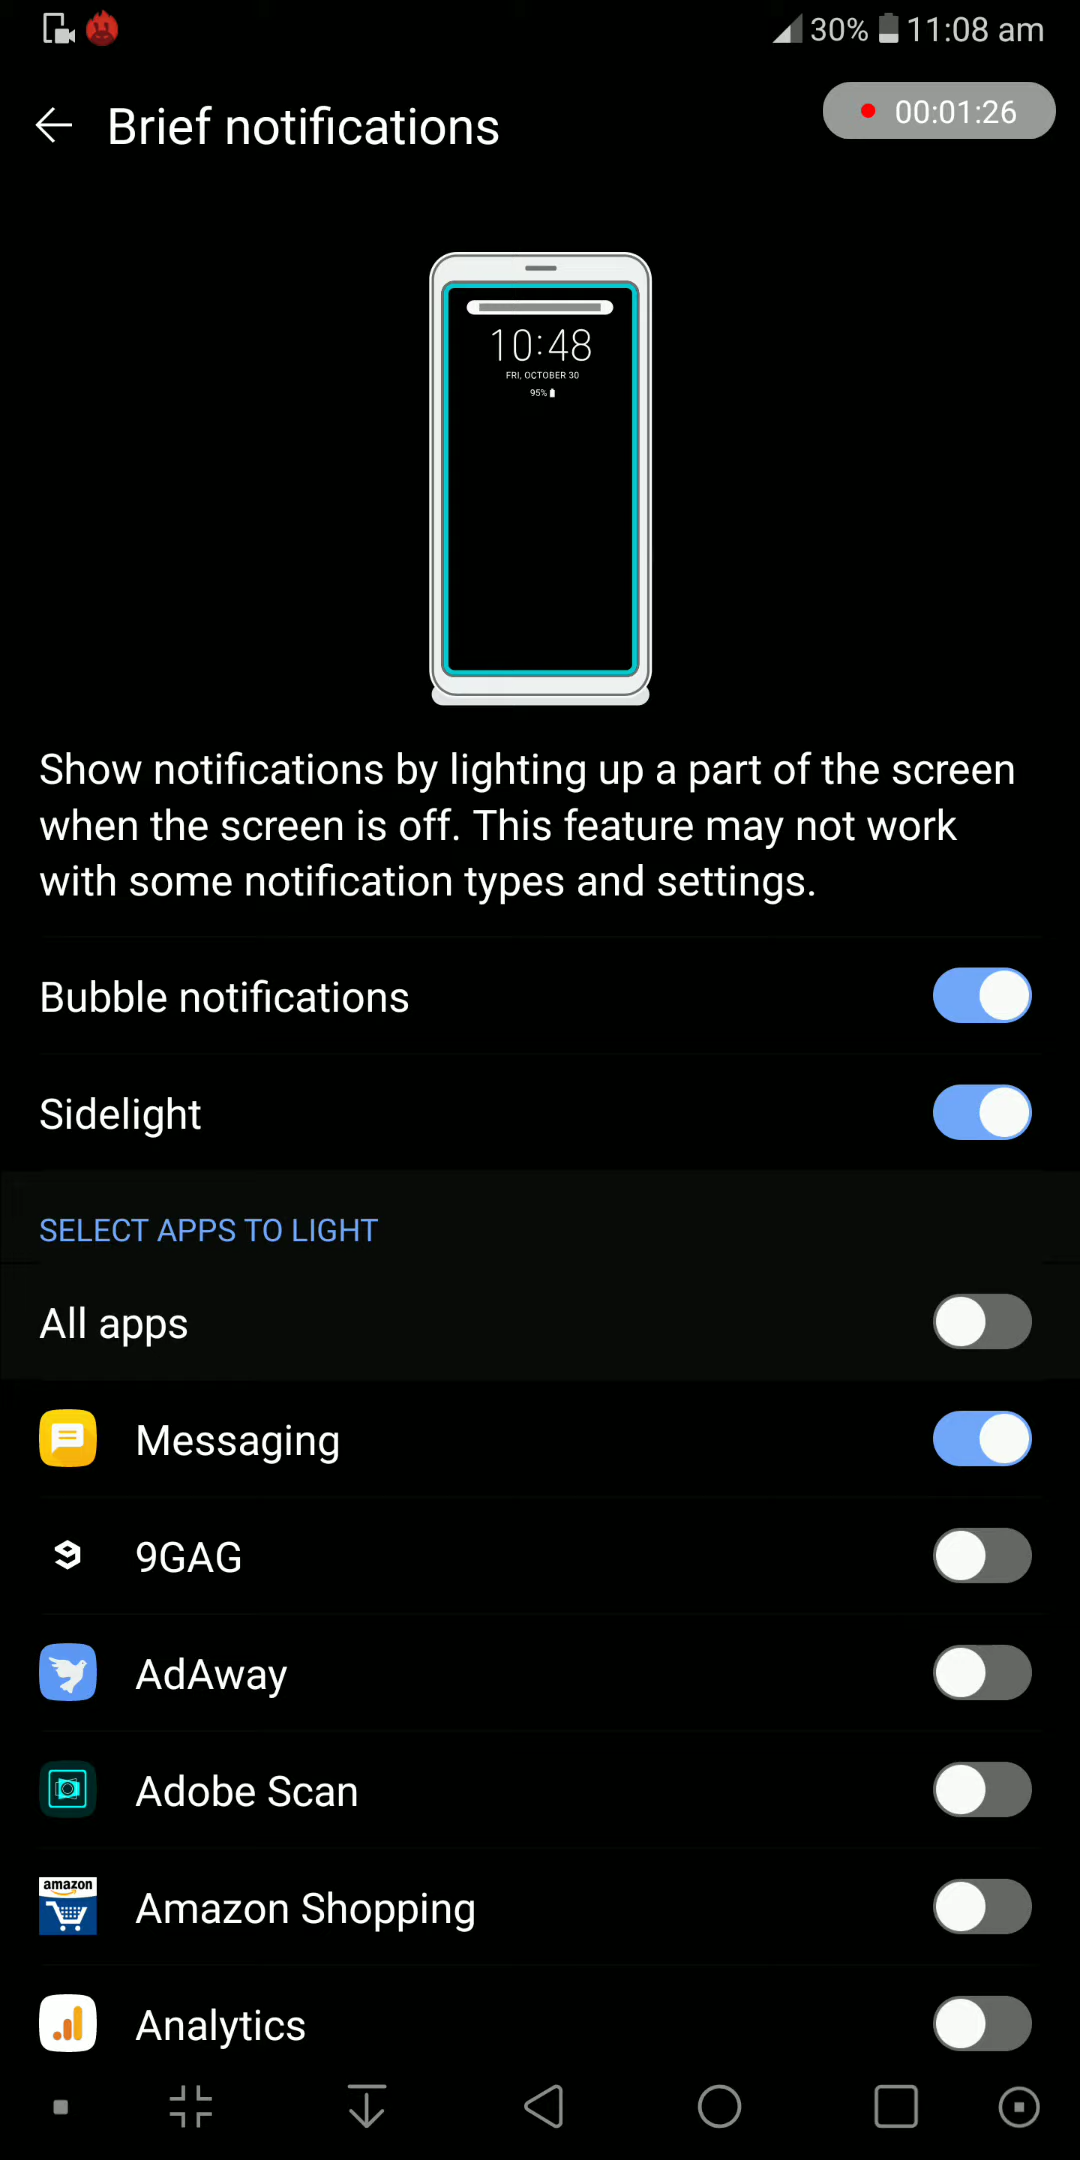 30% 11:08 am
Brief notifications
00:01:26
10:48
FRI, OCTOBER 30
95%
Show notifications by lighting up a part of the screen
when the screen is off. This feature may not work
with some notification types and settings.
Bubble notifications
Sidelight
SELECT APPS TO LIGHT
All apps
Messaging
9GAG
AdAway
Adobe Scan
amazon
Amazon Shopping
Analytics